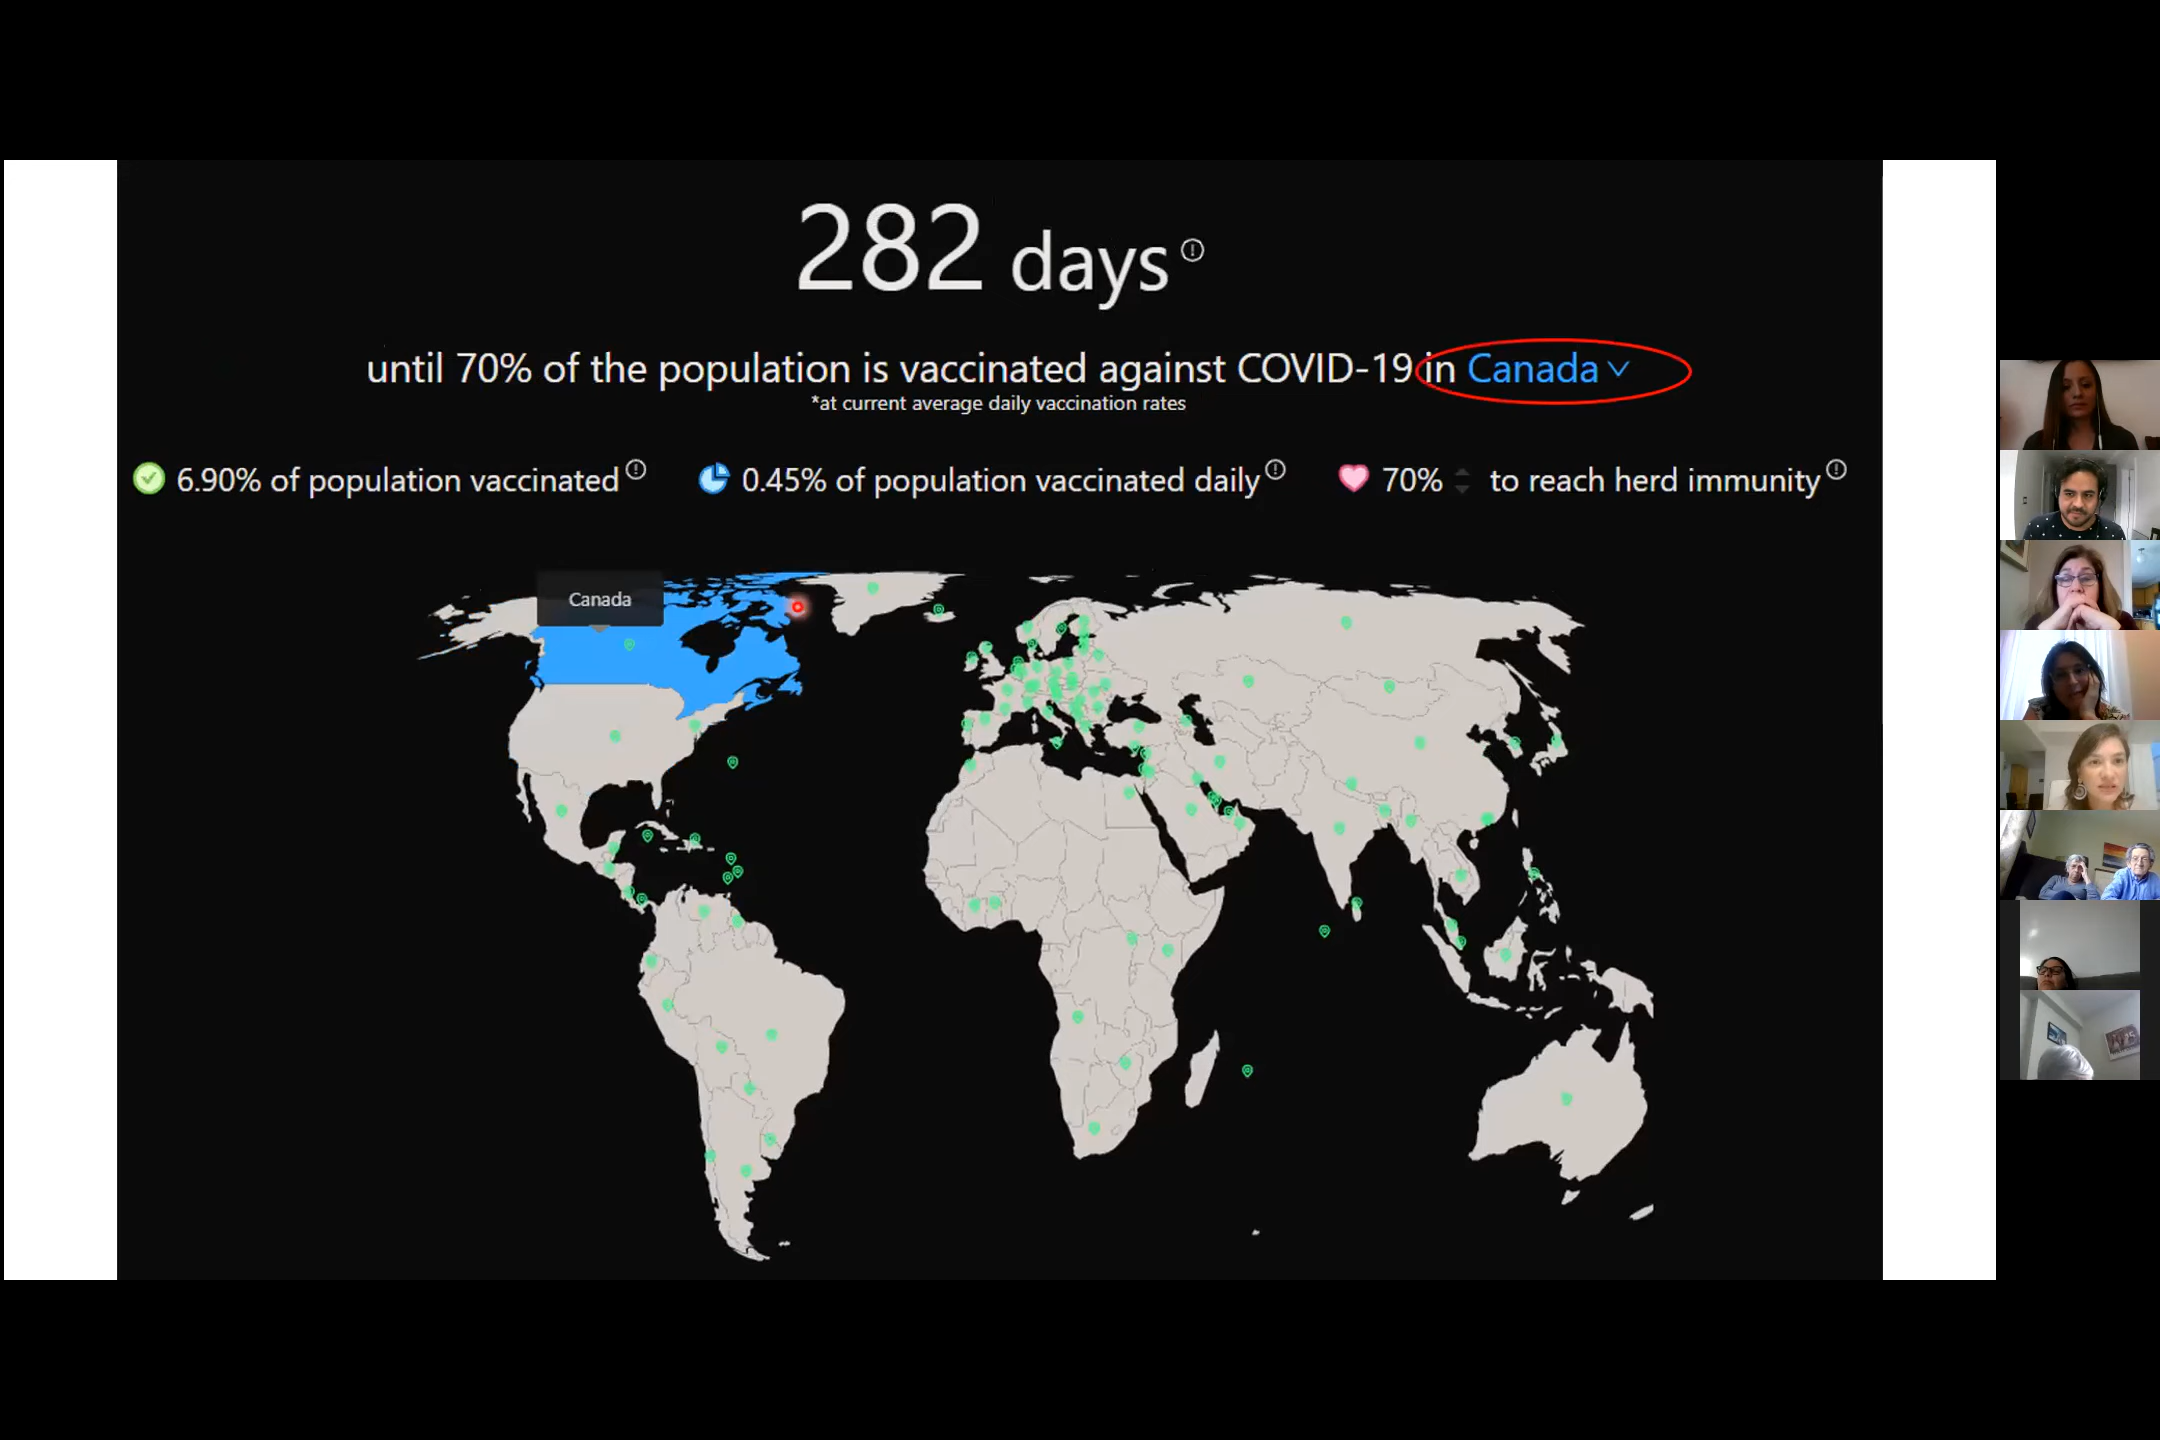 282 days
until 70% of the population is vaccinated against COVID-19 in Canada
*at current average daily vaccination rates
6.90% of population vaccinated
0.45% of population vaccinated daily
70% to reach herd immunity
Canada